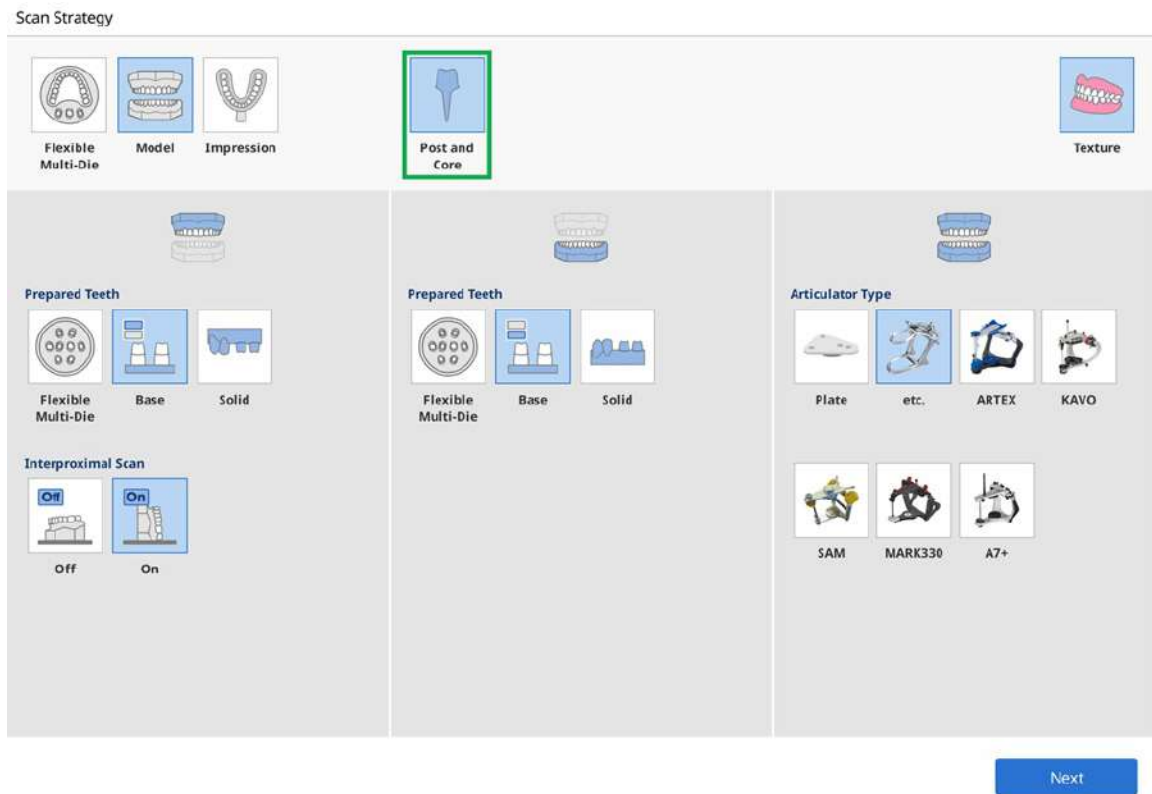 Scan Strategy
Flexible
Multi-Die
Model
Impression
Post and
Core
Texture
Prepared Teeth
Flexible
Multi-Die
Base
Solid
Interproximal Scan
Off
On
Off
On
Prepared Teeth
Flexible
Multi-Die
Base
Solid
Articulator Type
Plate
etc.
ARTEX
KAVO
SAM
MARK330
A7+
Next